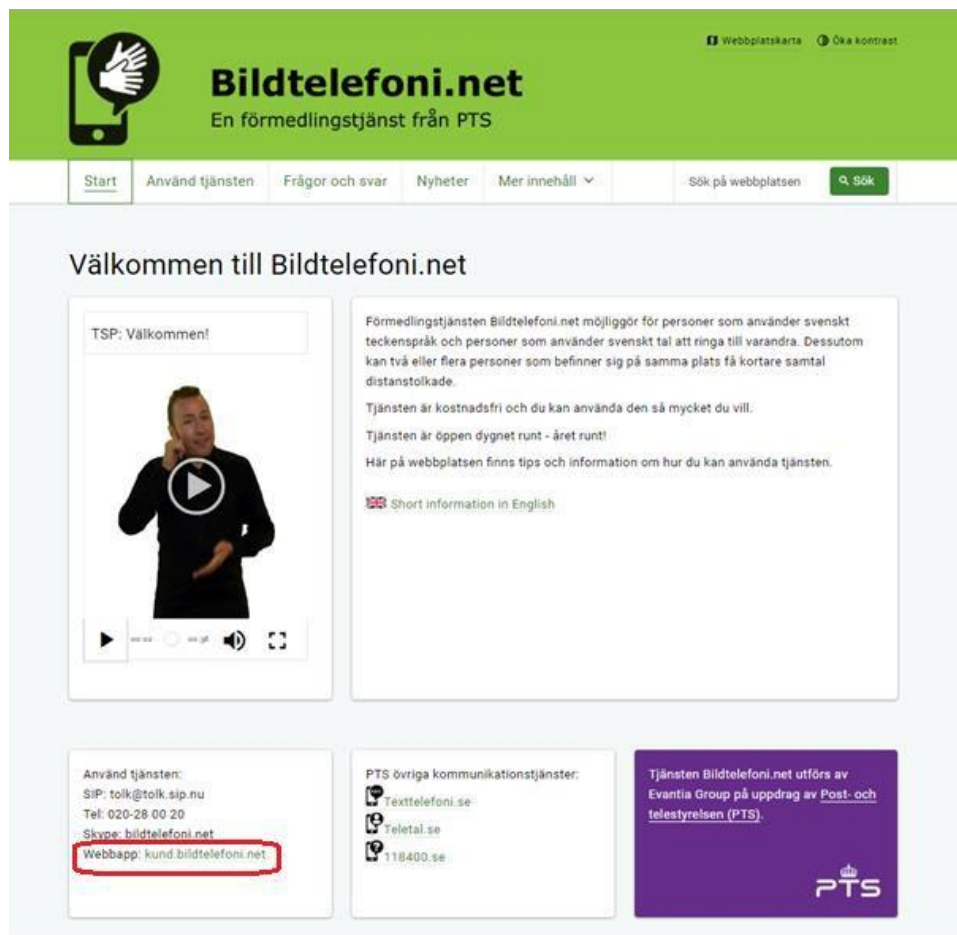 Webbplatskarta Öka kontrast
Bildtelefoni.net
En förmedlingstjänst från PTS
Start Använd tjänsten Frågor och svar Nyheter Mer innehåll Sök på webbplatsen Sök
Välkommen till Bildtelefoni.net
TSP: Välkommen!
Förmedlingstjänsten Bildtelefoni.net möjliggör för personer som använder svenskt
teckenspråk och personer som använder svenskt tal att ringa till varandra. Dessutom
kan två eller flera personer som befinner sig på samma plats få kortare samtal
distanstolkade.
Tjänsten är kostnadsfri och du kan använda den så mycket du vill.
Tjänsten är öppen dygnet runt - året runt!
Här på webbplatsen finns tips och information om hur du kan använda tjänsten.
Short information in English
Använd tjänsten:
SIP: tolk@tolk.sip.nu
Tel: 020-28 00 20
Skype: bildtelefoni.net
Webbapp: kund.bildtelefoni.net
PTS övriga kommunikationstjänster:
Texttelefoni.se
Teletal.se
118400.se
Tjänsten Bildtelefoni.net utförs av
Evantia Group på uppdrag av Post- och
telestyrelsen (PTS).
PTS